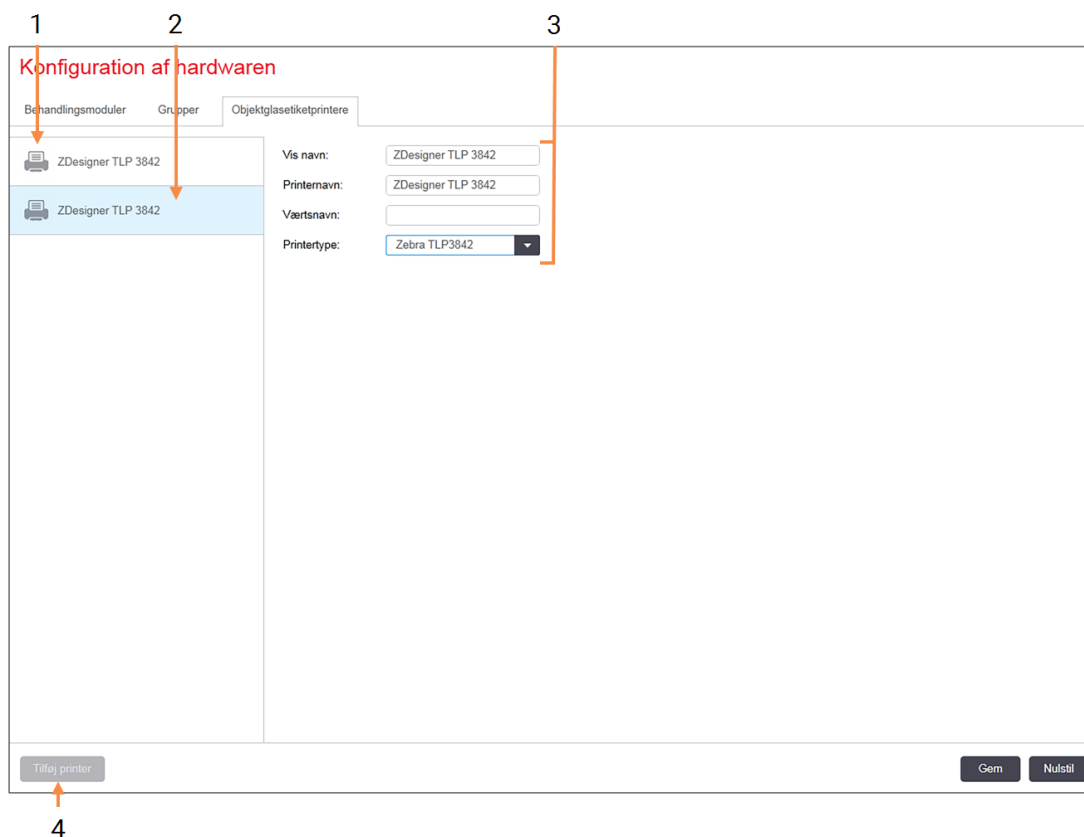 1 2 3
Konfiguration af hardwaren
Behandlingsmoduler Grupper Objektglasetiketprintere
ZDesigner TLP 3842
ZDesigner TLP 3842
Vis navn: ZDesigner TLP 3842
Printernavn: ZDesigner TLP 3842
Værtsnavn:
Printertype: Zebra TLP3842
Tilføj printer Gem Nulstil
4